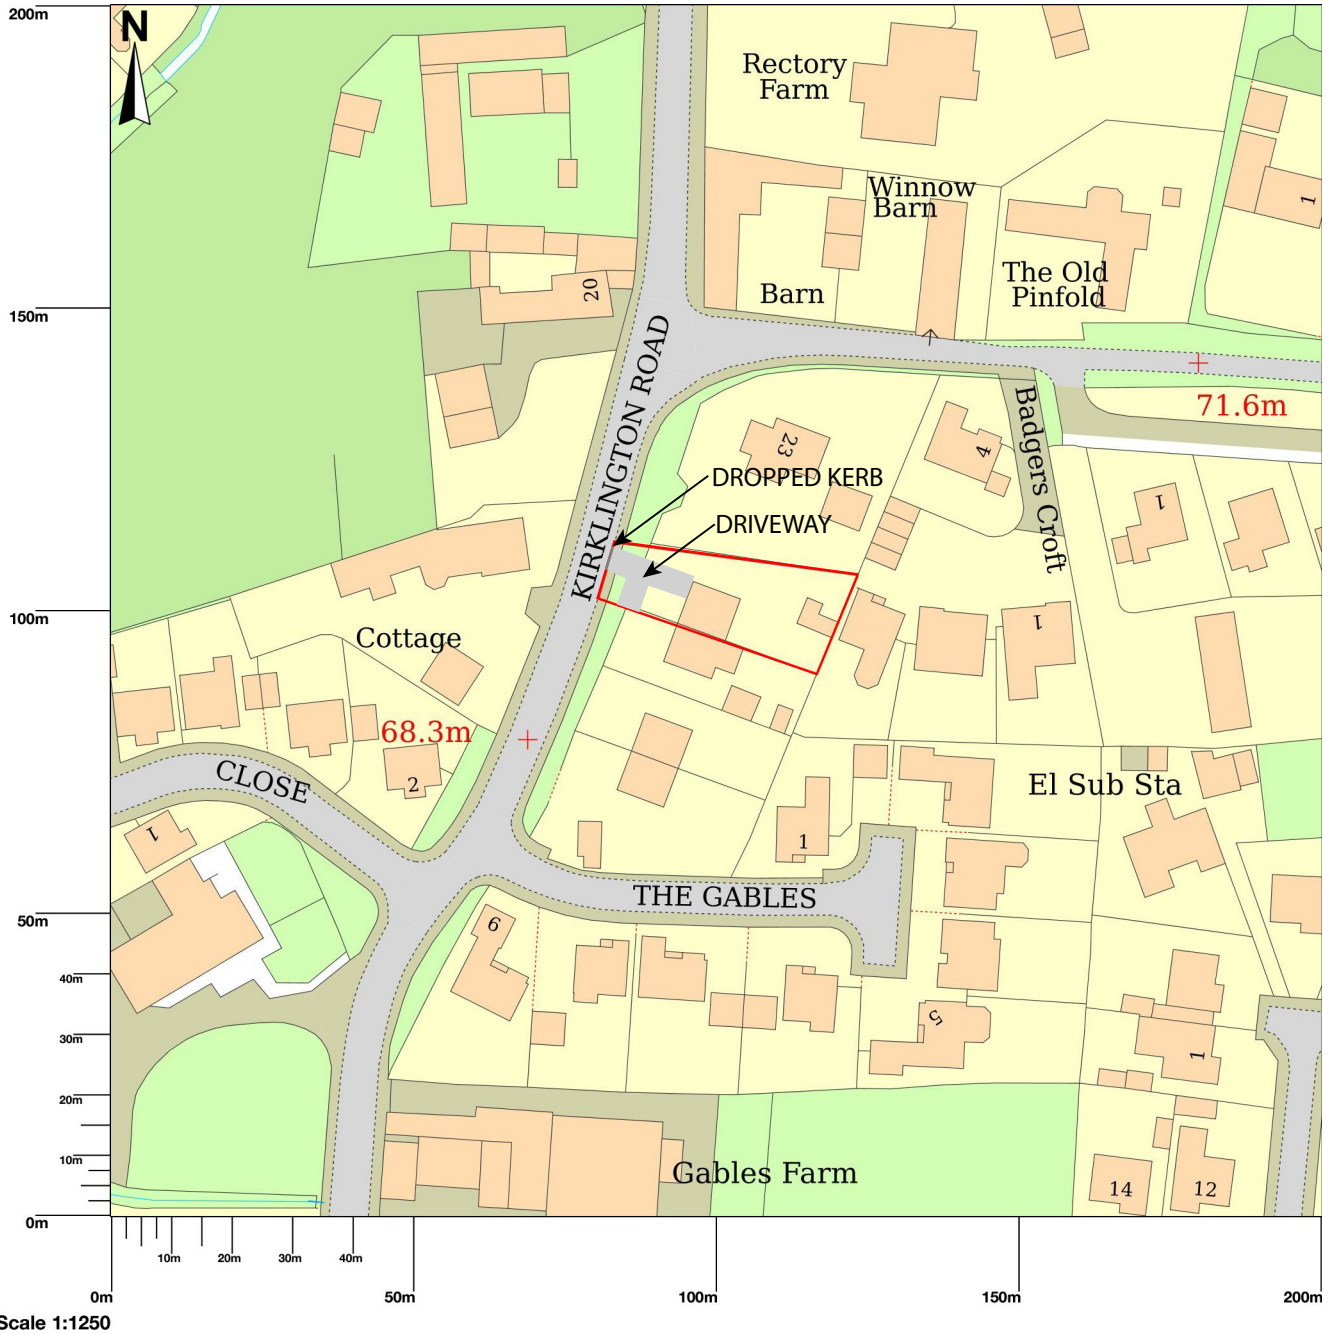 200m
N
Rectory
Farm
Winnow
Barn
1
The Old
Pinfold
Barn
20
150m
KIRKLINGTON ROAD
71.6m
Badgers Croft
23
4
DROPPED KERB
1
DRIVEWAY
100m
Cottage
1
68.3m
CLOSE
2
El Sub Sta
1
1
THE GABLES
50m
6
40m
5
30m
1
20m
10m
Gables Farm
14
12
0m
10m
20m
30m
40m
0m
50m
100m
150m
200m
Scale 1:1250